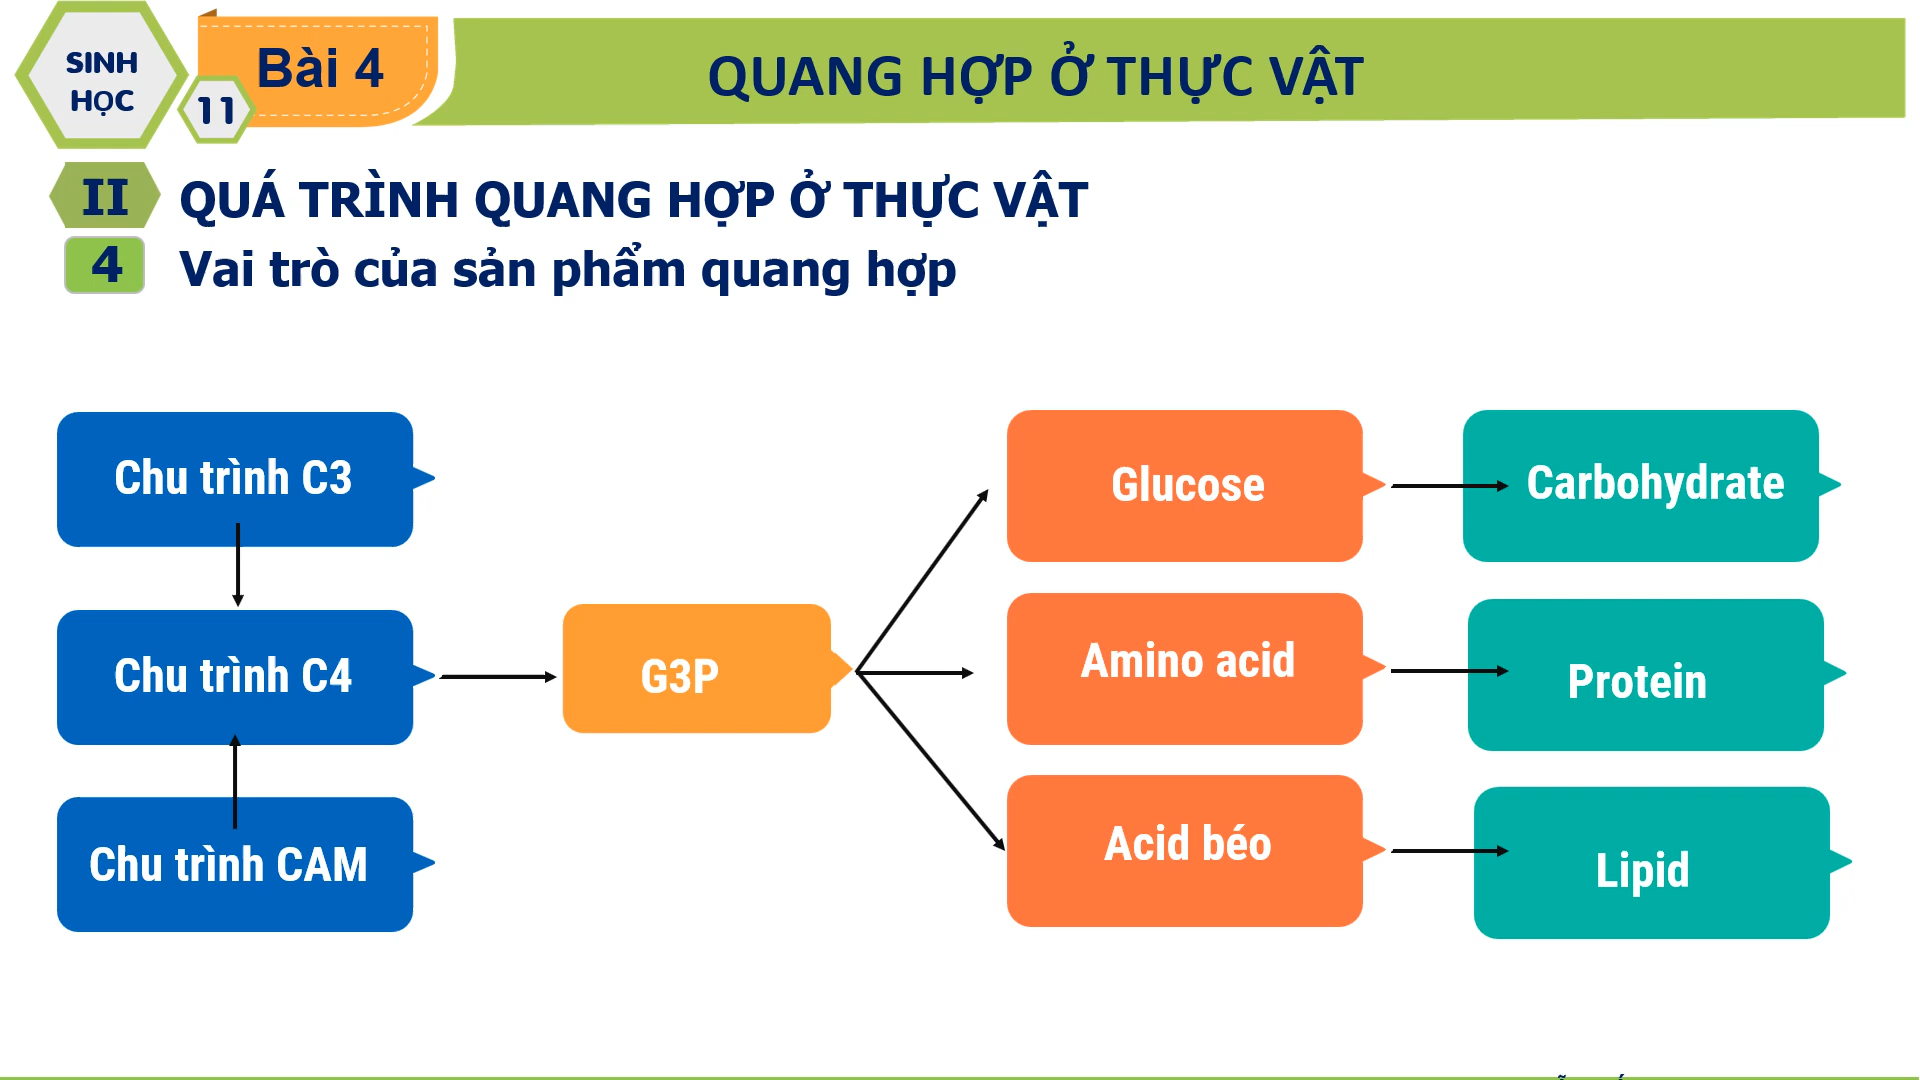 SINH
HỌC
11
Bài 4
QUANG HỢP Ở THỰC VẬT
II
QUÁ TRÌNH QUANG HỢP Ở THỰC VẬT
4
Vai trò của sản phẩm quang hợp
Chu trình C3
Chu trình C4
Chu trình CAM
G3P
Glucose
Amino acid
Acid béo
Carbohydrate
Protein
Lipid